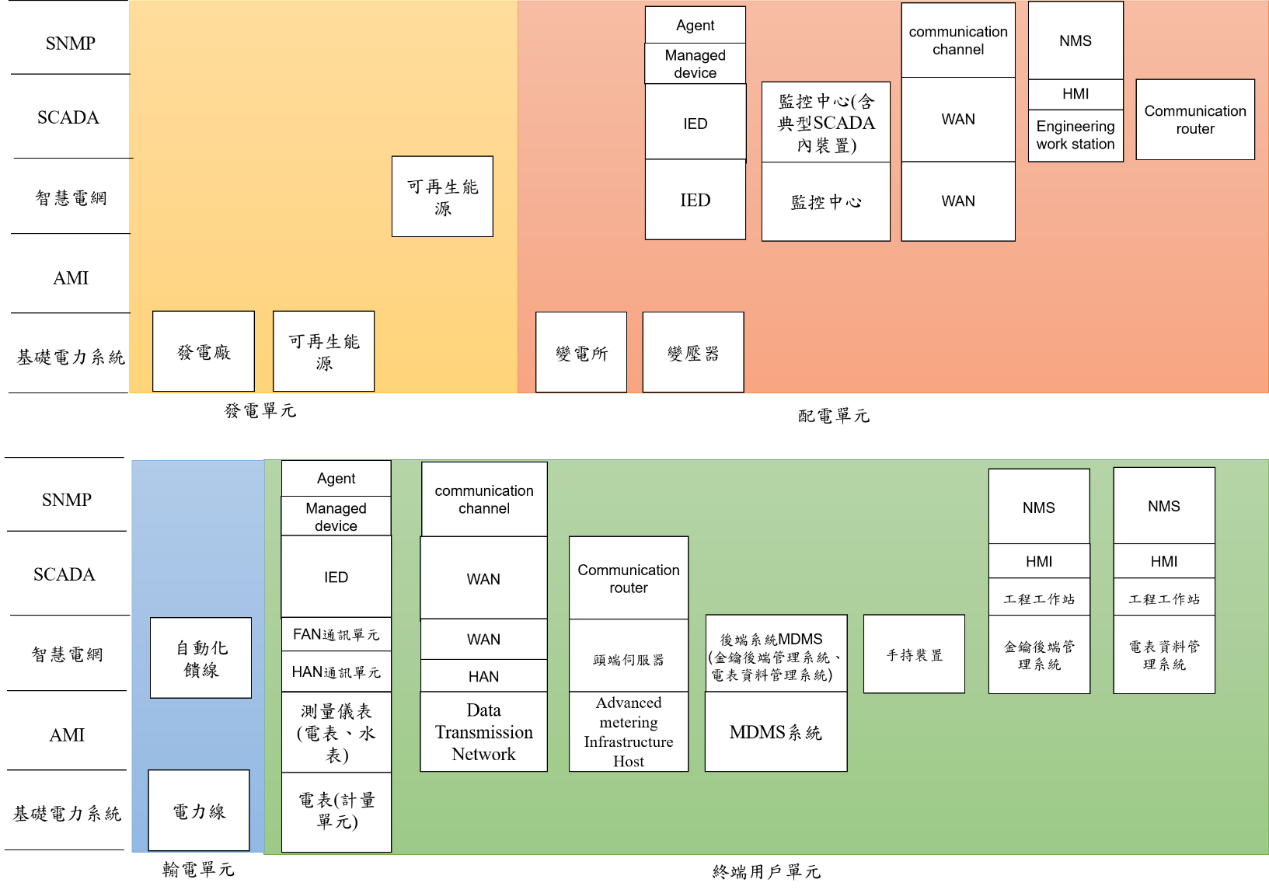 SNMP
Agent
Managed
device
communication
channel
NMS
SCADA
IED
監控中心(含
典型SCADA
內裝置)
WAN
HMI
Engineering
work station
Communication
router
智慧電網
可再生能
源
IED
監控中心
WAN
AMI
基礎電力系統
發電廠
可再生能
源
變電所
變壓器
發電單元
配電單元
SNMP
Agent
Managed
device
communication
channel
NMS
NMS
SCADA
IED
WAN
Communication
router
HMI
工程工作站
HMI
工程工作站
智慧電網
自動化
饋線
FAN通訊單元
HAN通訊單元
WAN
HAN
頭端伺服器
後端系統MDMS
(金鑰後端管理系統、
電表資料管理系統)
手持裝置
金鑰後端管
理系統
電表資料管
理系統
AMI
測量儀表
(電表、水
表)
Data
Transmission
Network
Advanced
metering
Infrastructure
Host
MDMS系統
基礎電力系統
電力線
電表(計量
單元)
輸電單元
終端用戶單元